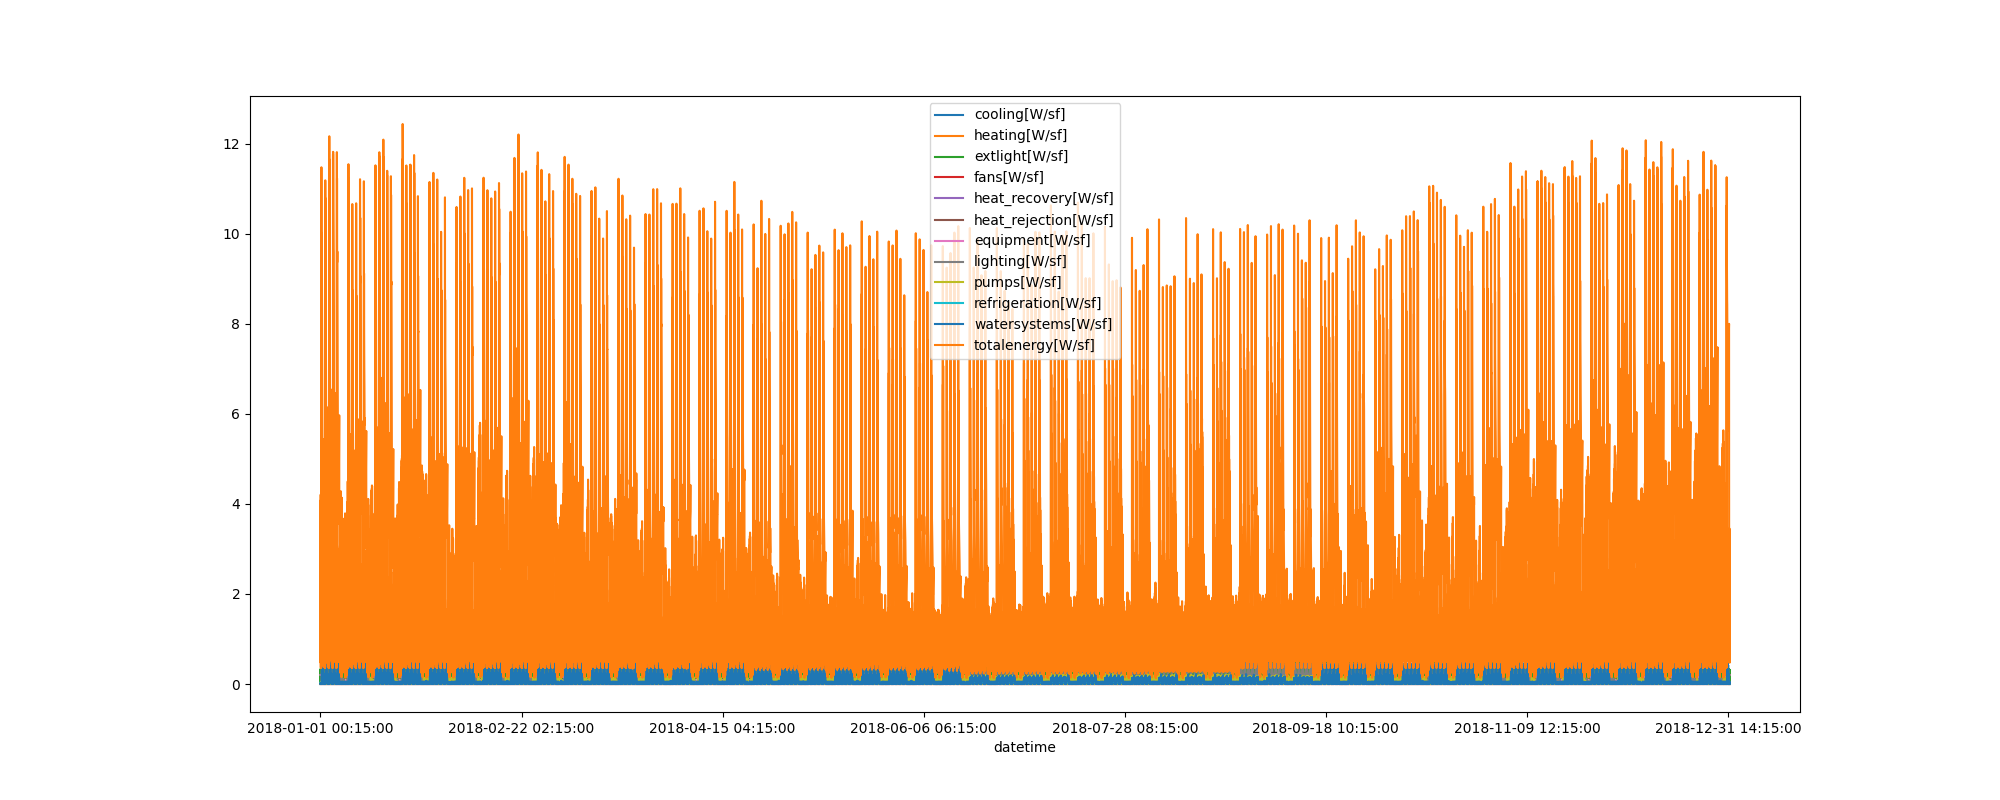 cooling[W/sf]
heating[W/sf]
extlight[W/sf]
fans[W/sf]
heat_recovery[W/sf]
heat_rejection[W/sf]
equipment[W/sf]
lighting[W/sf]
pumps[W/sf]
refrigeration[W/sf]
watersystems[W/sf]
totalenergy[W/sf]
12
10
8
6
4
2
0
2018-01-01 00:15:00 2018-02-22 02:15:00 2018-04-15 04:15:00 2018-06-06 06:15:00 2018-07-28 08:15:00 2018-09-18 10:15:00 2018-11-09 12:15:00 2018-12-31 14:15:00
datetime